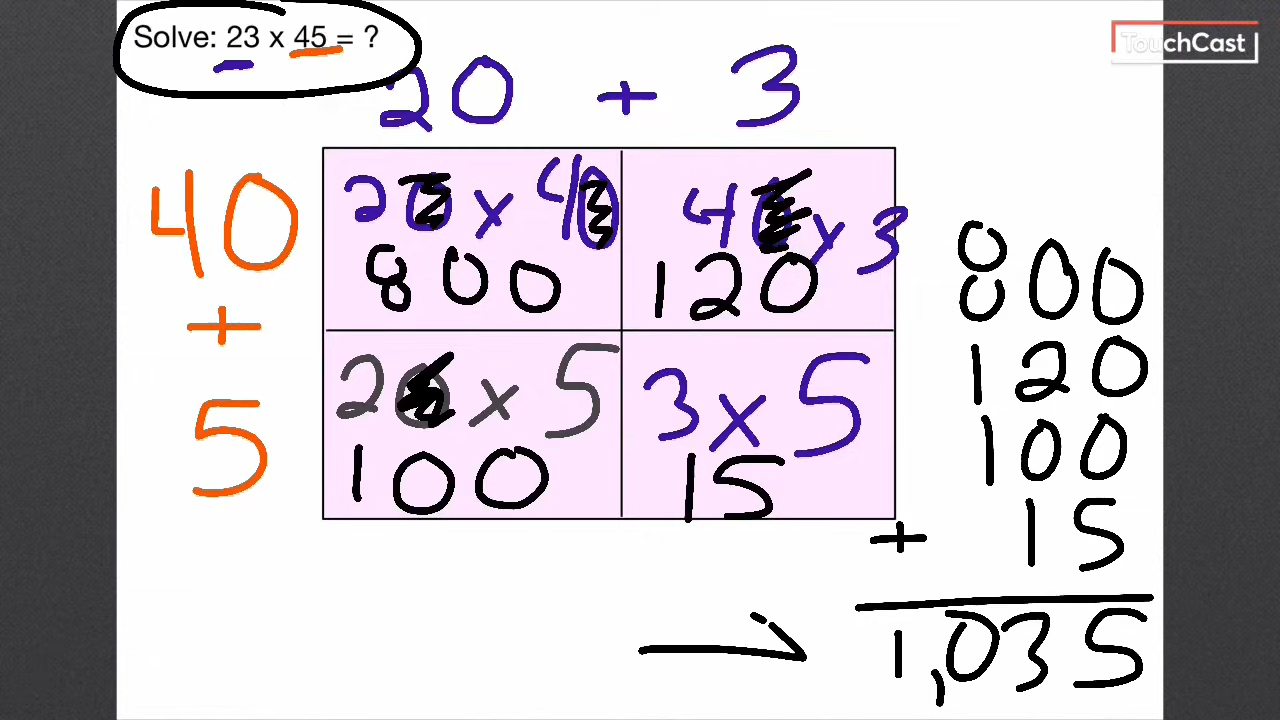 Solve: 23 x 45 = ?
TouchCast
20 + 3
40
+
5
20 x 40
800
40 x 3
120
20 x 5
100
3 x 5
15
800
120
100
+ 15
1,035